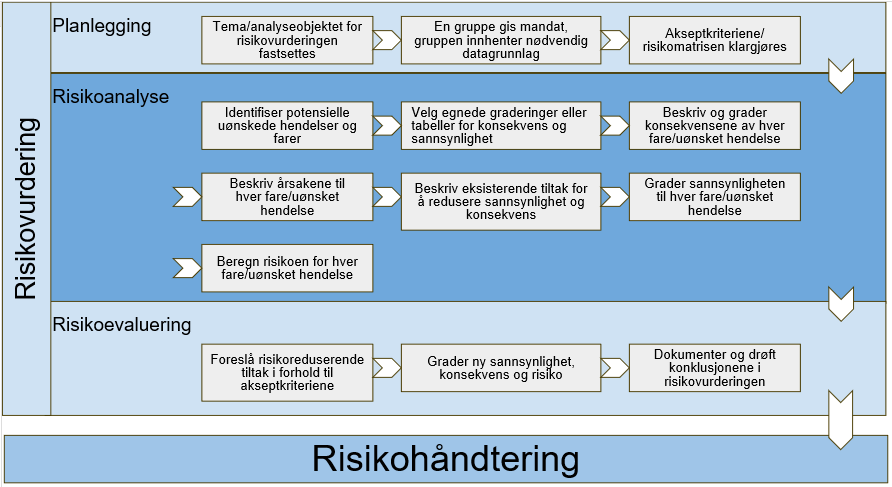 Risikovurdering
Planlegging
Tema/analyseobjektet for
risikovurderingen
fastsettes
En gruppe gis mandat,
gruppen innhenter nødvendig
datagrunnlag
Akseptkriteriene/
risikomatrisen klargjøres
Risikoanalyse
Identifiser potensielle
uønskede hendelser og
farer
Velg egnede graderinger eller
tabeller for konsekvens og
sannsynlighet
Beskriv og grader
konsekvensene av hver
fare/uønsket hendelse
Beskriv årsakene til
hver fare/uønsket
hendelse
Beskriv eksisterende tiltak for
å redusere sannsynlighet og
konsekvens
Grader sannsynligheten
til hver fare/uønsket
hendelse
Beregn risikoen for hver
fare/uønsket hendelse
Risikoevaluering
Foreslå risikoreduserende
tiltak i forhold til
akseptkriteriene
Grader ny sannsynlighet,
konsekvens og risiko
Dokumenter og drøft
konklusjonene i
risikovurderingen
Risikohåndtering